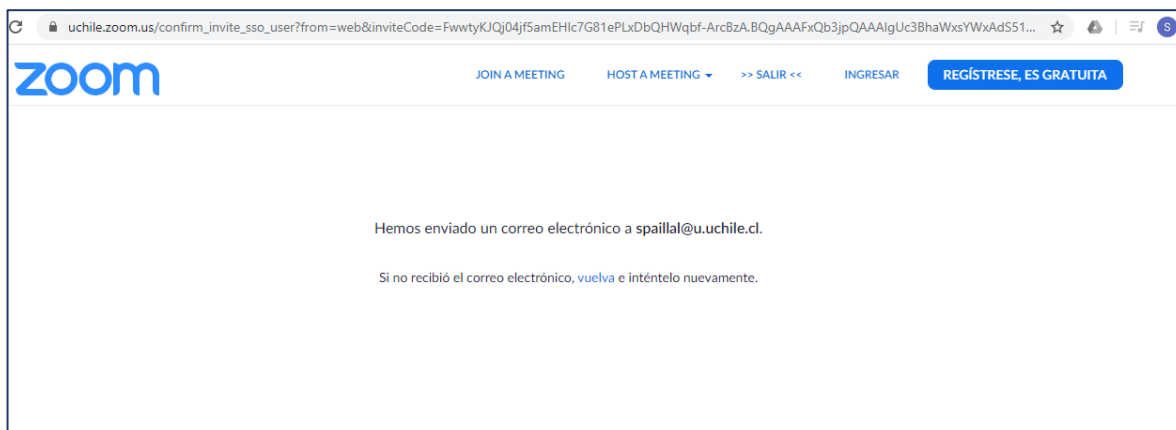 uchile.zoom.us/confirm_invite_sso_user?from=web&inviteCode=FwwtyKJQj04jf5amEHIc7G81ePLxDbQHWqbf-ArcBzA.BQgAAAFxQb3jpQAAAIgUc3BhaWxsYWxAdS51... S
zoom JOIN A MEETING HOST A MEETING >> SALIR << INGRESAR REGÍSTRESE, ES GRATUITA
Hemos enviado un correo electrónico a spaillal@u.uchile.cl.
Si no recibió el correo electrónico, vuelva e inténtelo nuevamente.